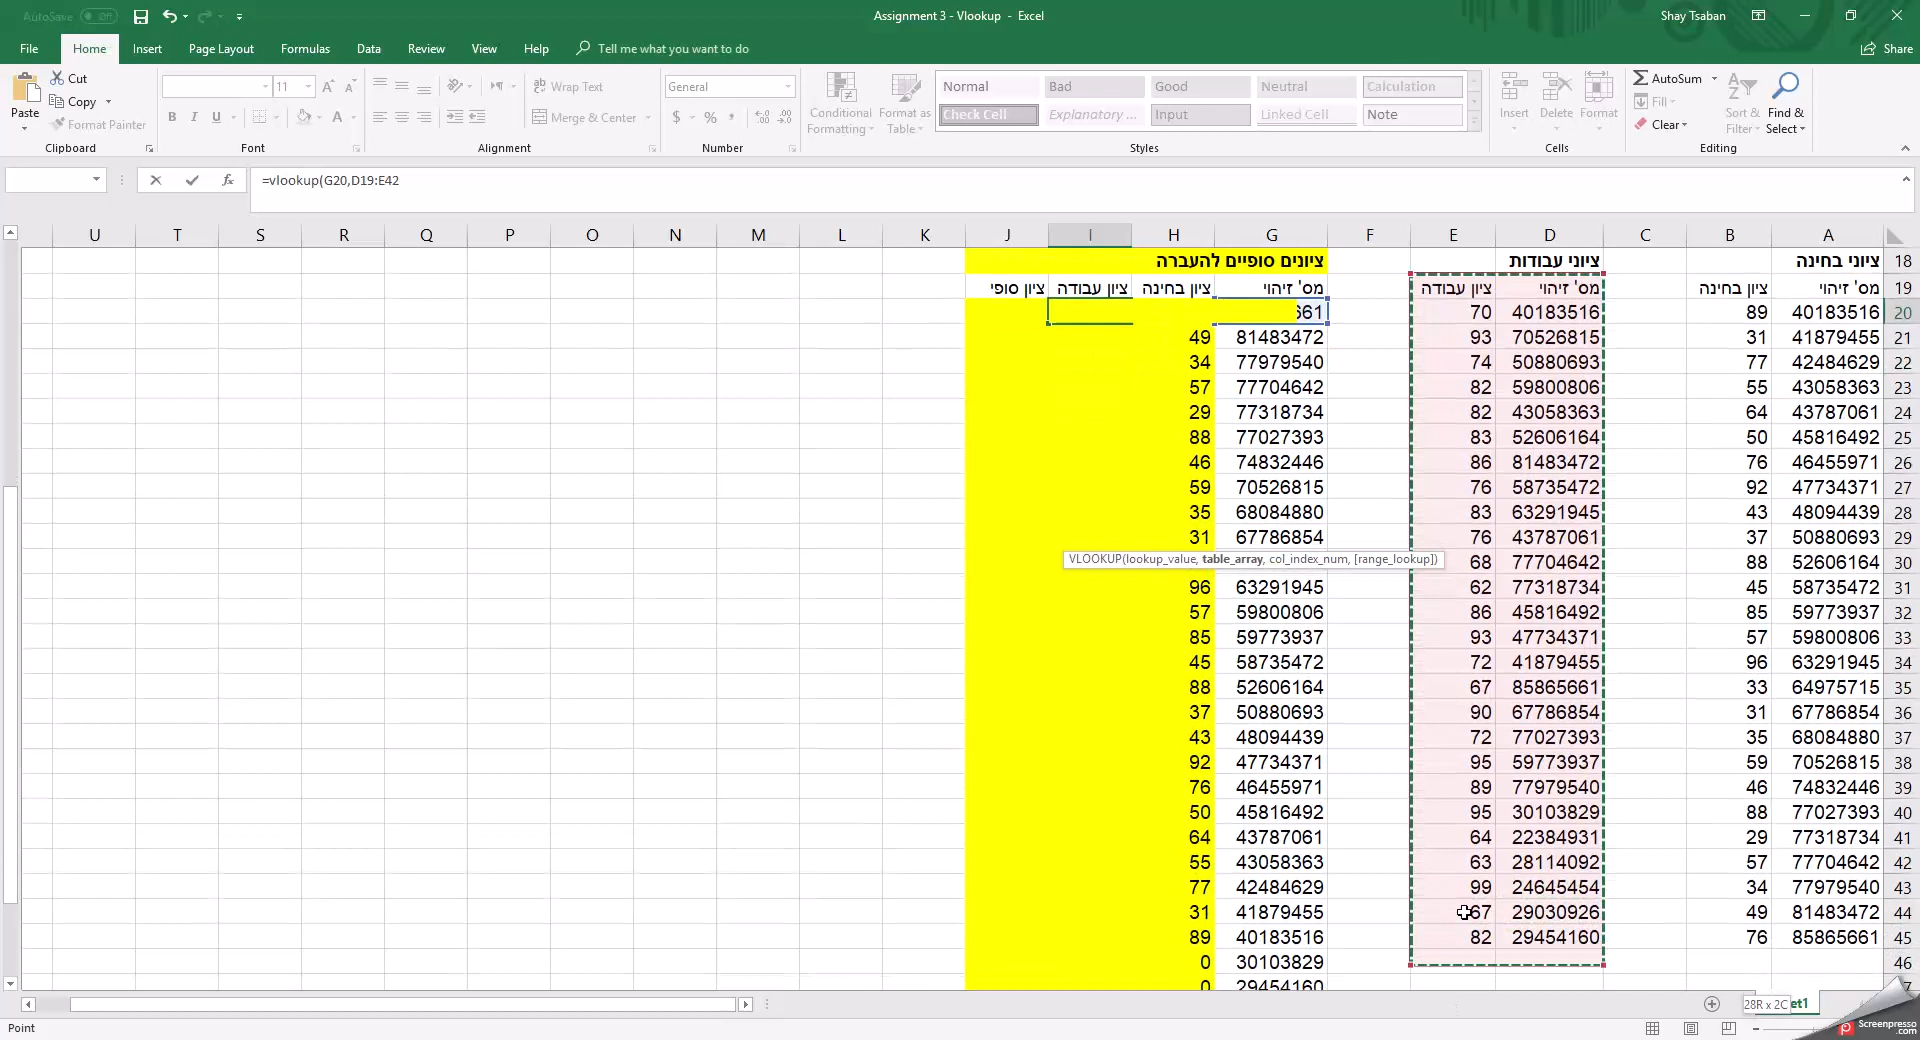 AutoSave Off
Assignment 3 - Vlookup - Excel
Shay Tsaban
File Home Insert Page Layout Formulas Data Review View Help Tell me what you want to do Share
Paste Cut Copy Format Painter Clipboard
11 B I U Font
Wrap Text Merge & Center Alignment
General $ % Number
Conditional Formatting Format as Table
Normal Bad Good Neutral Calculation
Check Cell Explanatory ... Input Linked Cell Note
Styles
Insert Delete Format Cells
AutoSum Fill Clear Sort & Filter Find & Select Editing
fx =vlookup(G20,D19:E42
U T S R Q P O N M L K J I H G F E D C B A
ציונים סופיים להעברה ציוני עבודות ציוני בחינה 18
ציון סופי ציון עבודה ציון בחינה מס' זיהוי ציון עבודה מס' זיהוי ציון בחינה מס' זיהוי 19
661 70 40183516 89 40183516 20
49 81483472 93 70526815 31 41879455 21
34 77979540 74 50880693 77 42484629 22
57 77704642 82 59800806 55 43058363 23
29 77318734 82 43058363 64 43787061 24
88 77027393 83 52606164 50 45816492 25
46 74832446 86 81483472 76 46455971 26
59 70526815 76 58735472 92 47734371 27
35 68084880 83 63291945 43 48094439 28
31 67786854 76 43787061 37 50880693 29
VLOOKUP(lookup_value, table_array, col_index_num, [range_lookup])
68 77704642 88 52606164 30
96 63291945 62 77318734 45 58735472 31
57 59800806 86 45816492 85 59773937 32
85 59773937 93 47734371 57 59800806 33
45 58735472 72 41879455 96 63291945 34
88 52606164 67 85865661 33 64975715 35
37 50880693 90 67786854 31 67786854 36
43 48094439 72 77027393 35 68084880 37
92 47734371 95 59773937 59 70526815 38
76 46455971 89 77979540 46 74832446 39
50 45816492 95 30103829 88 77027393 40
64 43787061 64 22384931 29 77318734 41
55 43058363 63 28114092 57 77704642 42
77 42484629 99 24645454 34 77979540 43
31 41879455 67 29030926 49 81483472 44
89 40183516 82 29454160 76 85865661 45
0 30103829 46
0 29454160 7
28R x 2C et1
Point
Screenpresso
.com